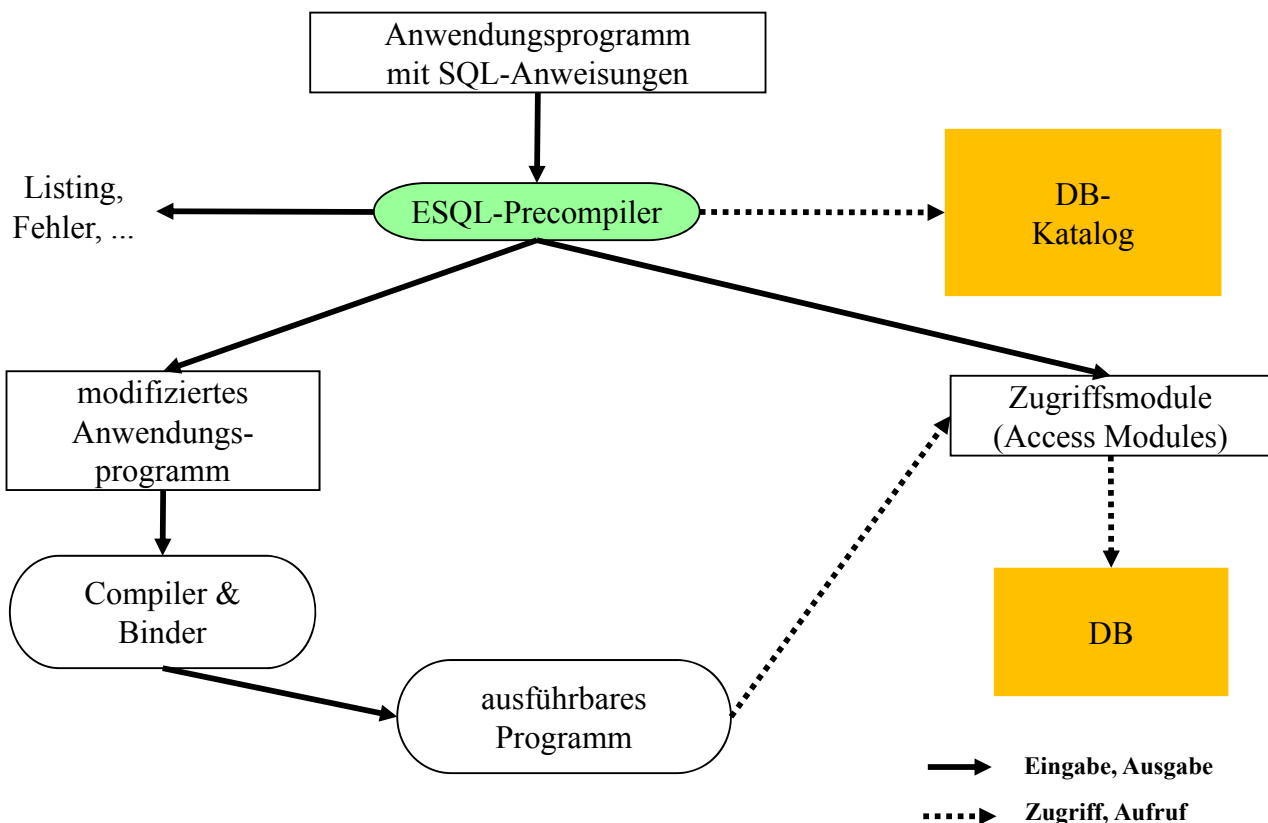 Anwendungsprogramm
mit SQL-Anweisungen
Listing,
Fehler, ...
ESQL-Precompiler
DB-
Katalog
modifiziertes
Anwendungs-
programm
Zugriffsmodule
(Access Modules)
Compiler &
Binder
DB
ausführbares
Programm
Eingabe, Ausgabe
Zugriff, Aufruf